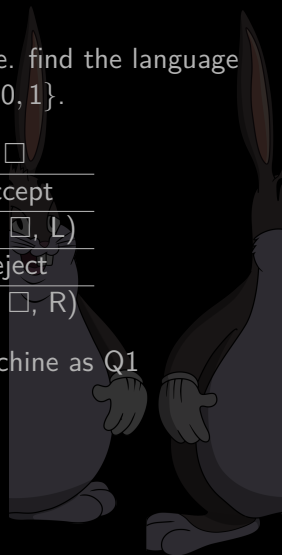 e. find the language
0, 1}.
□
ccept
□, L)
eject
□, R)
chine as Q1